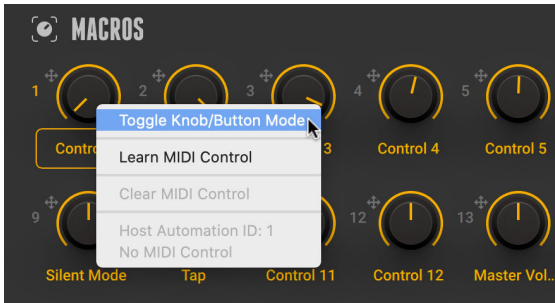 MACROS
1
2
3
4
5
Toggle Knob/Button Mode
Contro
3
Control 4
Control 5
Learn MIDI Control
Clear MIDI Control
9
12
13
Host Automation ID: 1
No MIDI Control
Silent Mode
Tap
Control 11
Control 12
Master Vol..